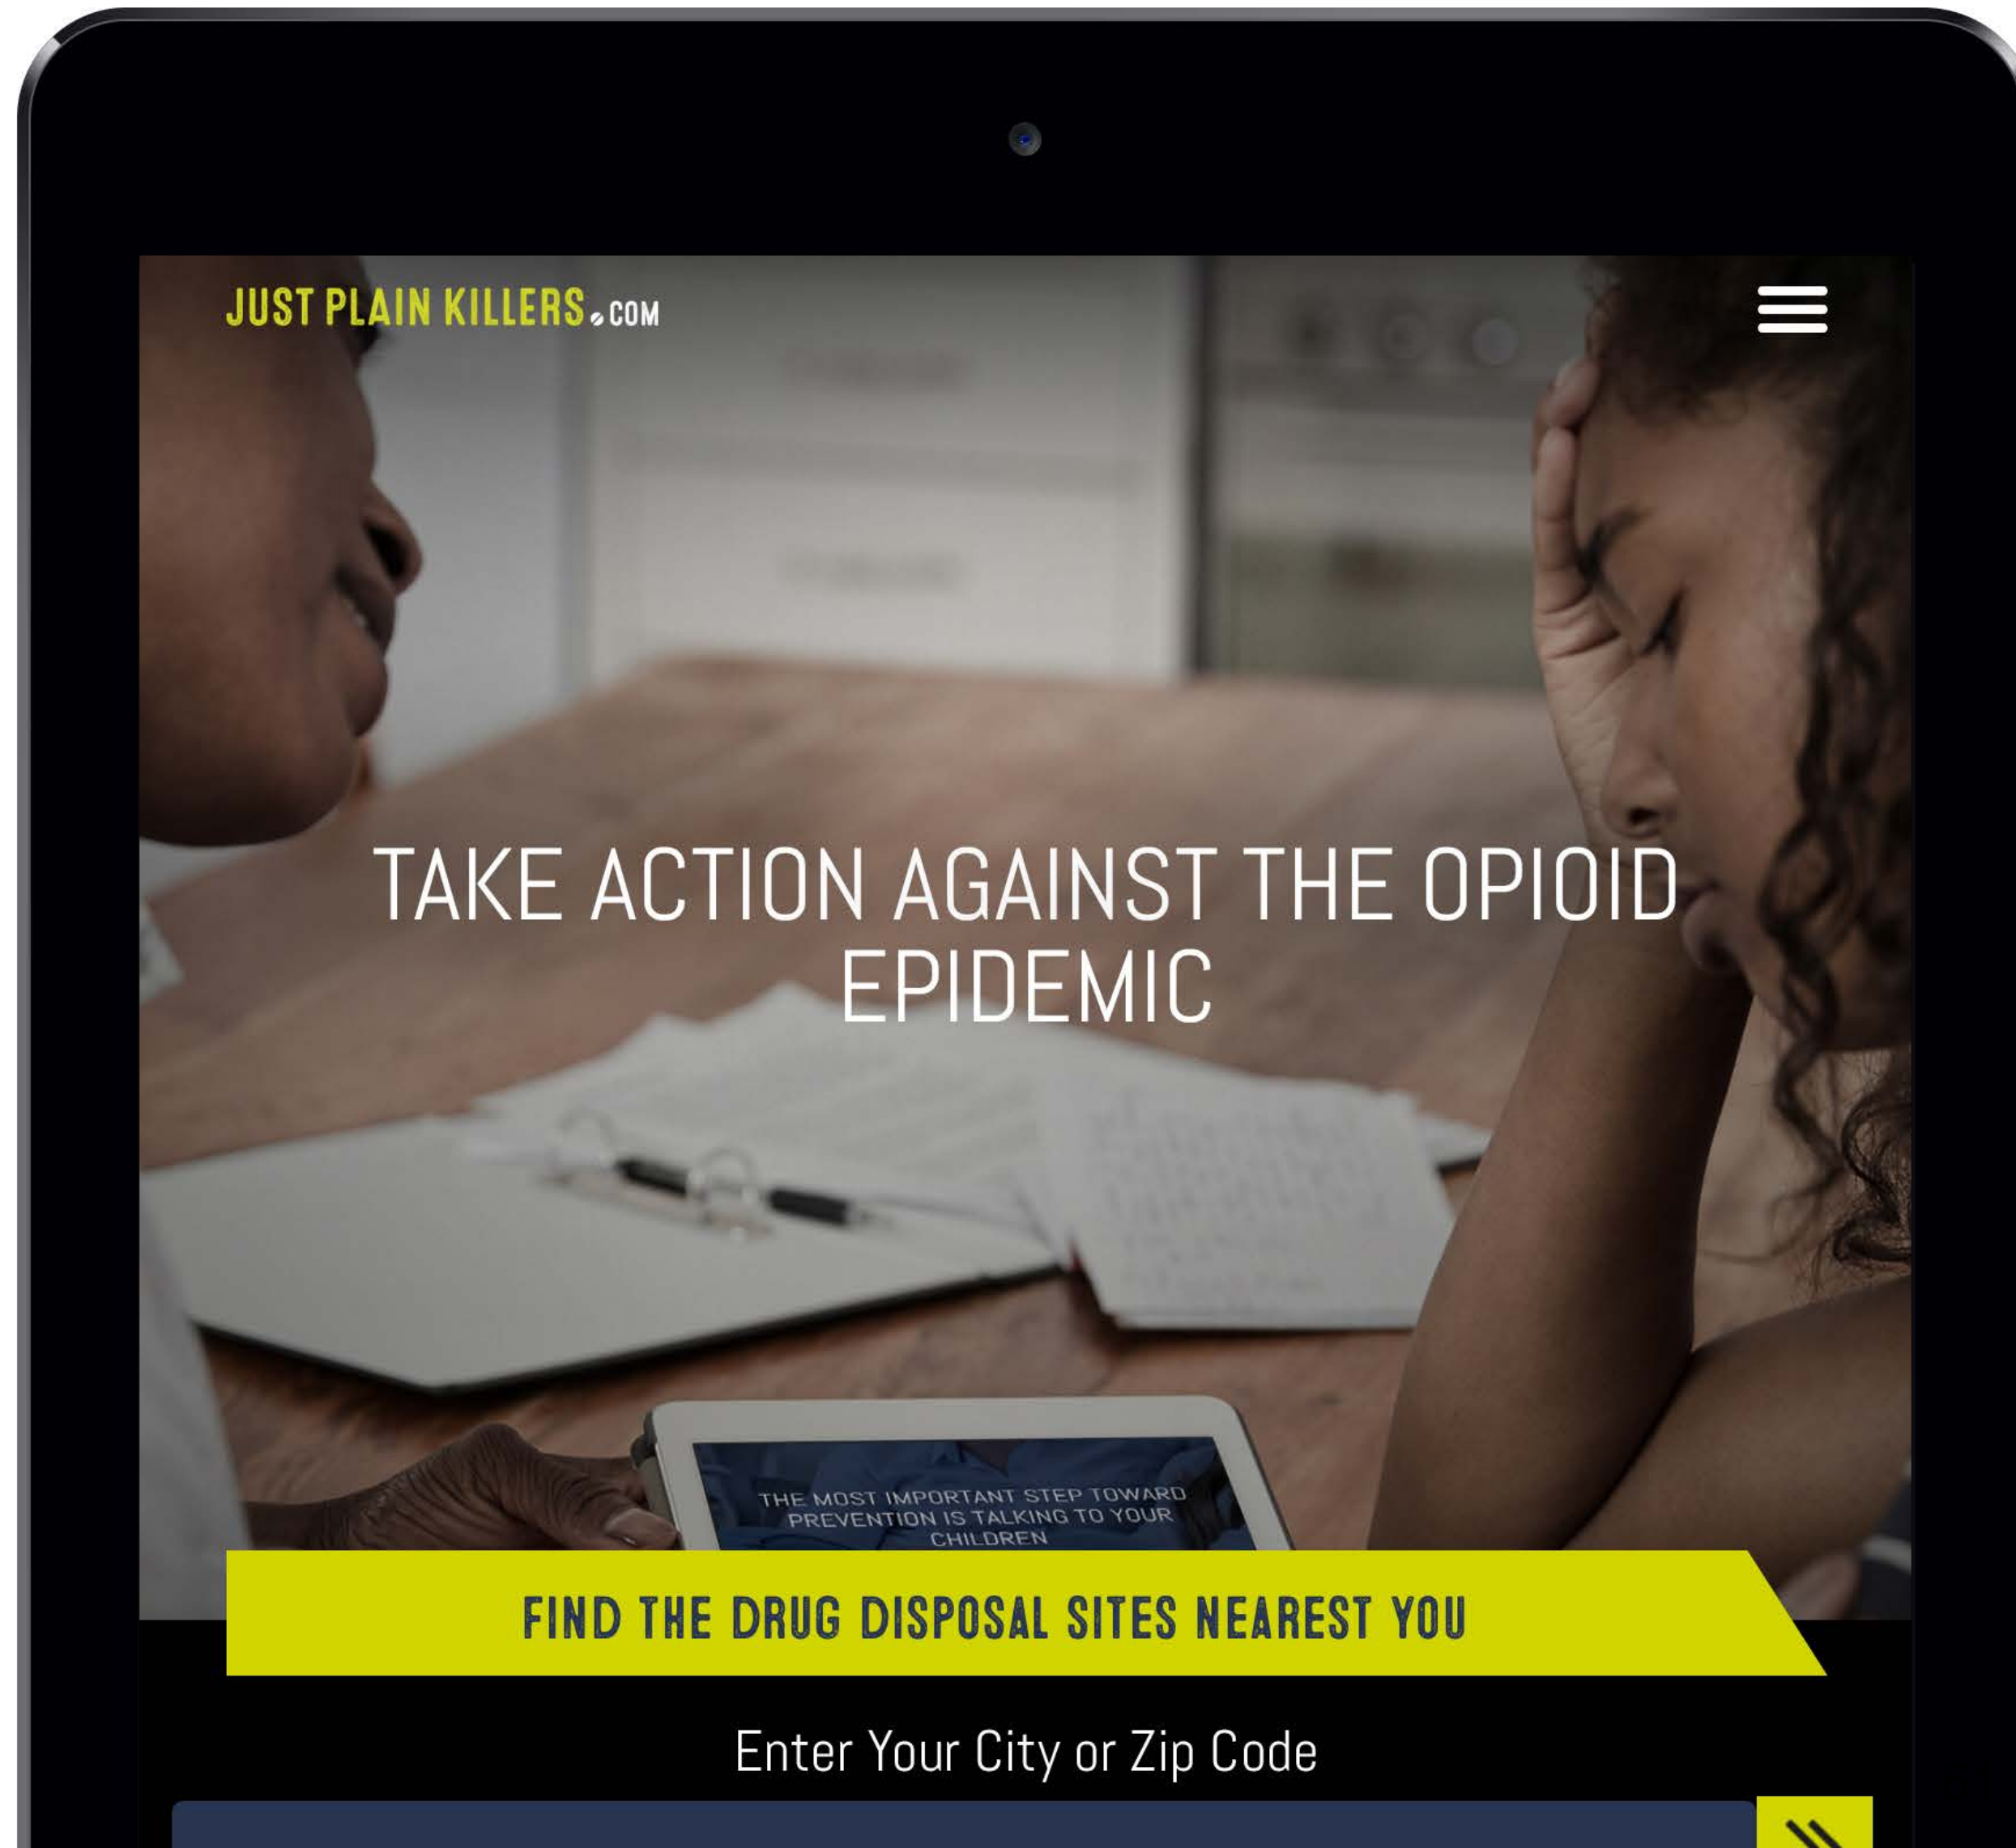 JUST PLAIN KILLERS.COM
TAKE ACTION AGAINST THE OPIOID
EPIDEMIC
THE MOST IMPORTANT STEP TOWARD
PREVENTION IS TALKING TO YOUR
CHILDREN
FIND THE DRUG DISPOSAL SITES NEAREST YOU
Enter Your City or Zip Code